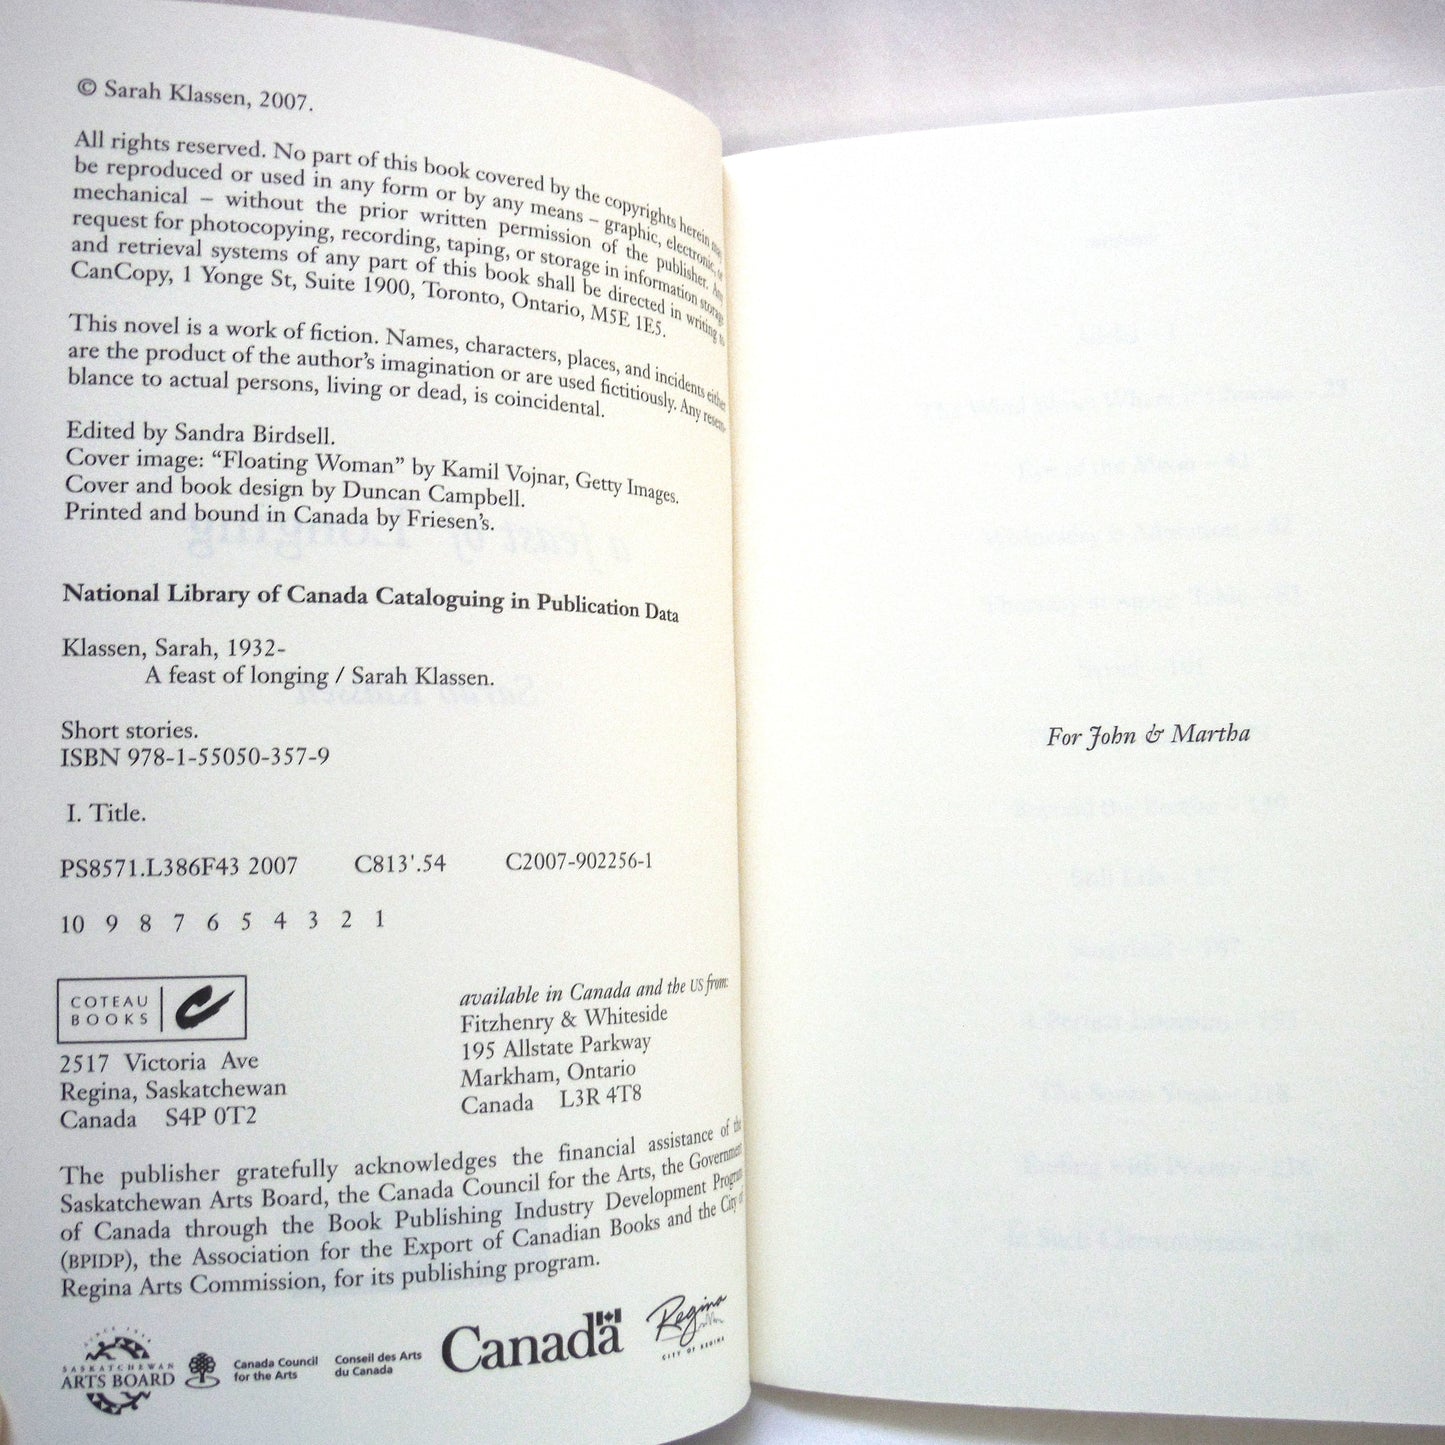 © Sarah Klassen, 2007.
All rights reserved. No part of this book covered by the copyrights herein may
be reproduced or used in any form or by any means – graphic, electronic, or
mechanical – without the prior written permission of the publisher. Any
request for photocopying, recording, taping, or storage in information storage
and retrieval systems of any part of this book shall be directed in writing to
CanCopy, 1 Yonge St, Suite 1900, Toronto, Ontario, M5E 1E5.
This novel is a work of fiction. Names, characters, places, and incidents either
are the product of the author's imagination or are used fictitiously. Any resem-
blance to actual persons, living or dead, is coincidental.
Edited by Sandra Birdsell.
Cover image: “Floating Woman” by Kamil Vojnar, Getty Images.
Cover and book design by Duncan Campbell.
Printed and bound in Canada by Friesen's.
National Library of Canada Cataloguing in Publication Data
Klassen, Sarah, 1932-
A feast of longing / Sarah Klassen.
Short stories.
ISBN 978-1-55050-357-9
I. Title.
PS8571.L386F43 2007 C813'.54 C2007-902256-1
10 9 8 7 6 5 4 3 2 1
COTEAU
BOOKS
2517 Victoria Ave
Regina, Saskatchewan
Canada S4P 0T2
available in Canada and the US from:
Fitzhenry & Whiteside
195 Allstate Parkway
Markham, Ontario
Canada L3R 4T8
The publisher gratefully acknowledges the financial assistance of the
Saskatchewan Arts Board, the Canada Council for the Arts, the Government
of Canada through the Book Publishing Industry Development Program
(BPIDP), the Association for the Export of Canadian Books and the City of
Regina Arts Commission, for its publishing program.
SASKATCHEWAN
ARTS BOARD
Canada Council
for the Arts
Conseil des Arts
du Canada
Canada
Regina
CITY OF REGINA
For John & Martha